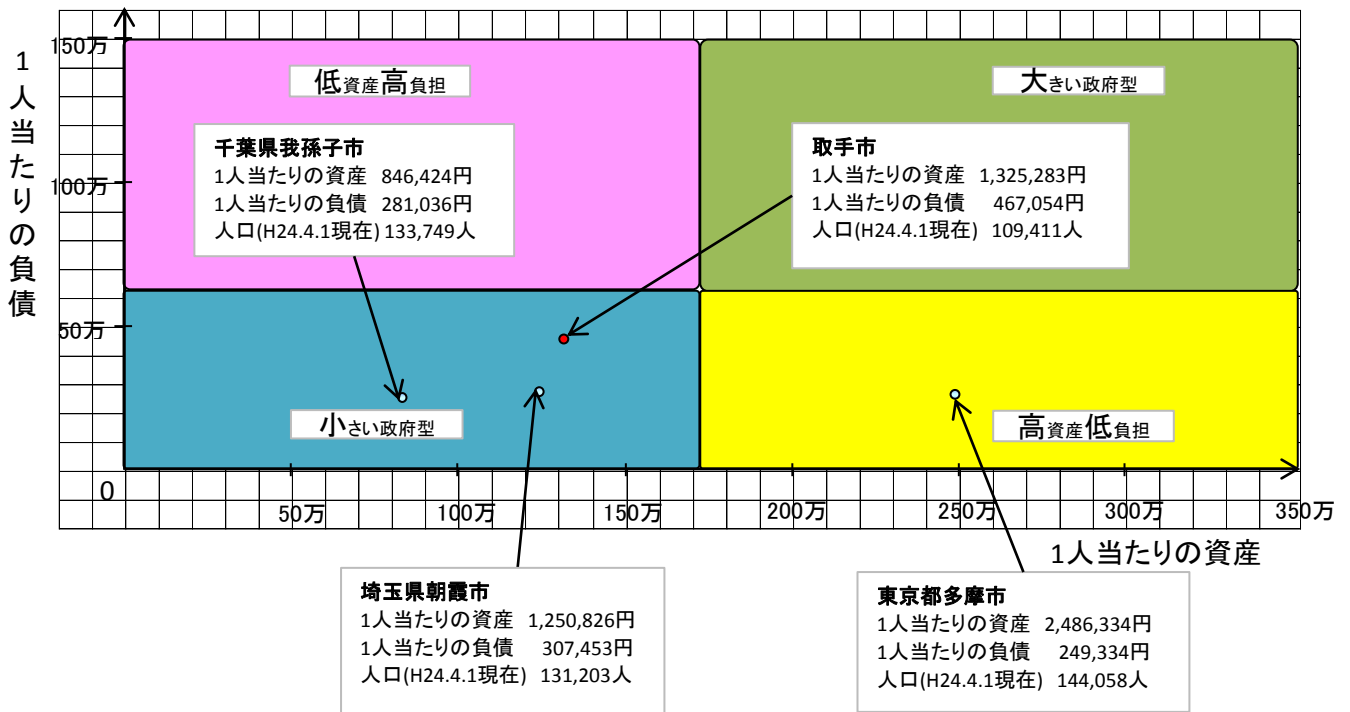 1人当たりの負債
150万
100万
50万
0
低資産高負担
大きい政府型
千葉県我孫子市
1人当たりの資産 846,424円
1人当たりの負債 281,036円
人口(H24.4.1現在) 133,749人
取手市
1人当たりの資産 1,325,283円
1人当たりの負債 467,054円
人口(H24.4.1現在) 109,411人
小さい政府型
高資産低負担
50万
100万
150万
200万
250万
300万
350万
1人当たりの資産
埼玉県朝霞市
1人当たりの資産 1,250,826円
1人当たりの負債 307,453円
人口(H24.4.1現在) 131,203人
東京都多摩市
1人当たりの資産 2,486,334円
1人当たりの負債 249,334円
人口(H24.4.1現在) 144,058人